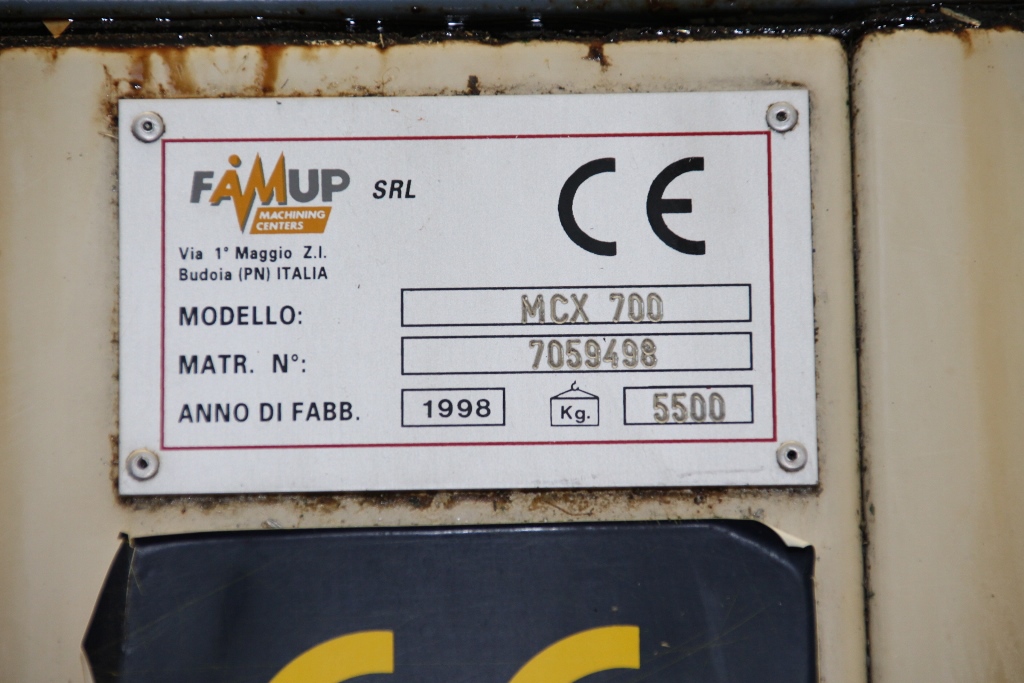 FAMUP SRL
MACHINING
CENTERS
CE
Via 1° Maggio Z.I.
Budoia (PN) ITALIA
MODELLO: MCX 700
MATR. N°: 7059498
ANNO DI FABB. 1998 Kg. 5500